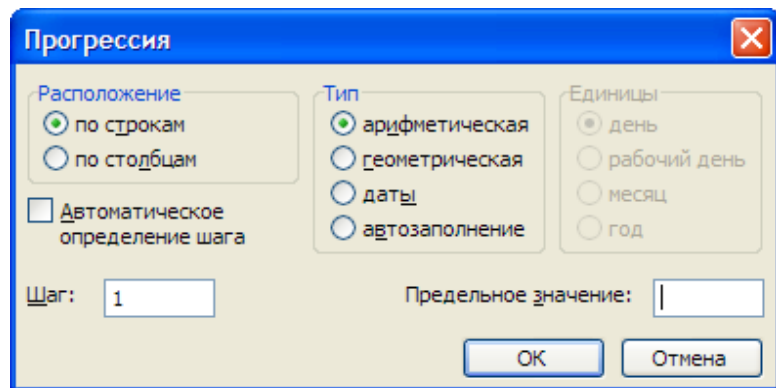 Прогрессия
Расположение
по строкам
по столбцам
Автоматическое
определение шага
Тип
арифметическая
геометрическая
даты
автозаполнение
Единицы
день
рабочий день
месяц
год
Шаг: 1
Предельное значение:
ОК
Отмена